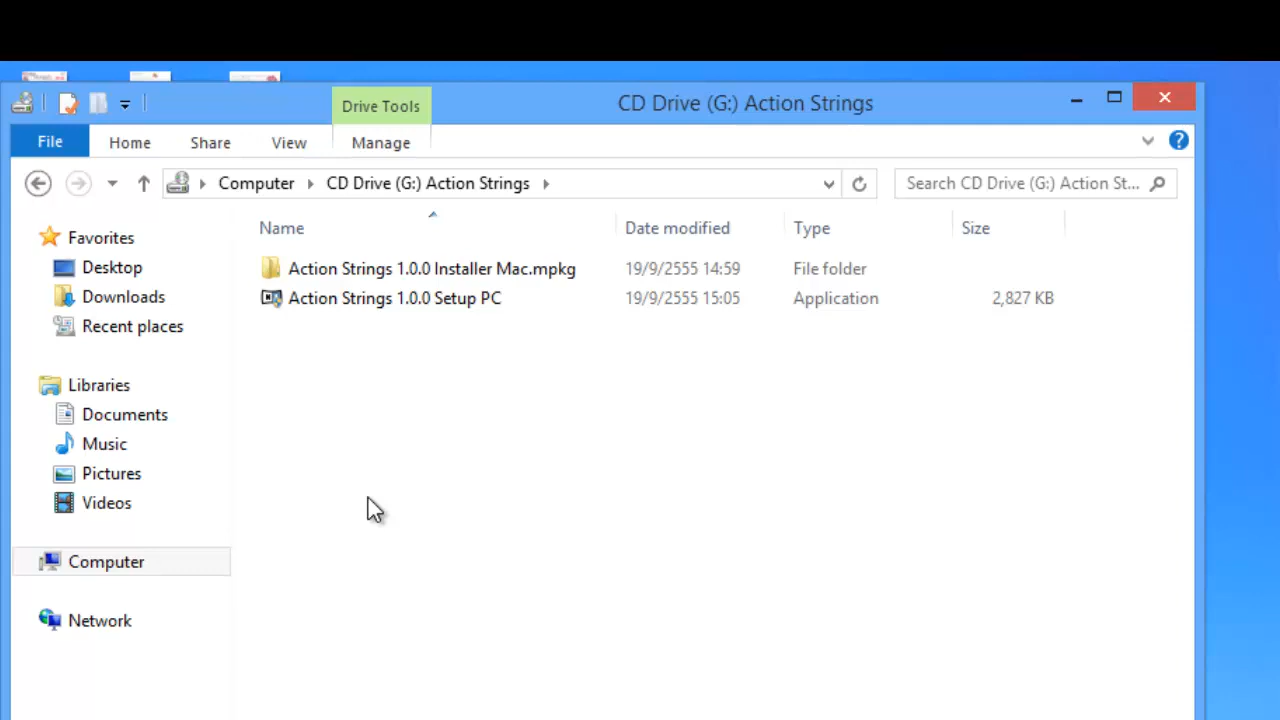 Drive Tools
CD Drive (G:) Action Strings
File Home Share View Manage
Computer CD Drive (G:) Action Strings
Search CD Drive (G:) Action St...
Name Date modified Type Size
Action Strings 1.0.0 Installer Mac.mpkg 19/9/2555 14:59 File folder
Action Strings 1.0.0 Setup PC 19/9/2555 15:05 Application 2,827 KB
Favorites
Desktop
Downloads
Recent places
Libraries
Documents
Music
Pictures
Videos
Computer
Network